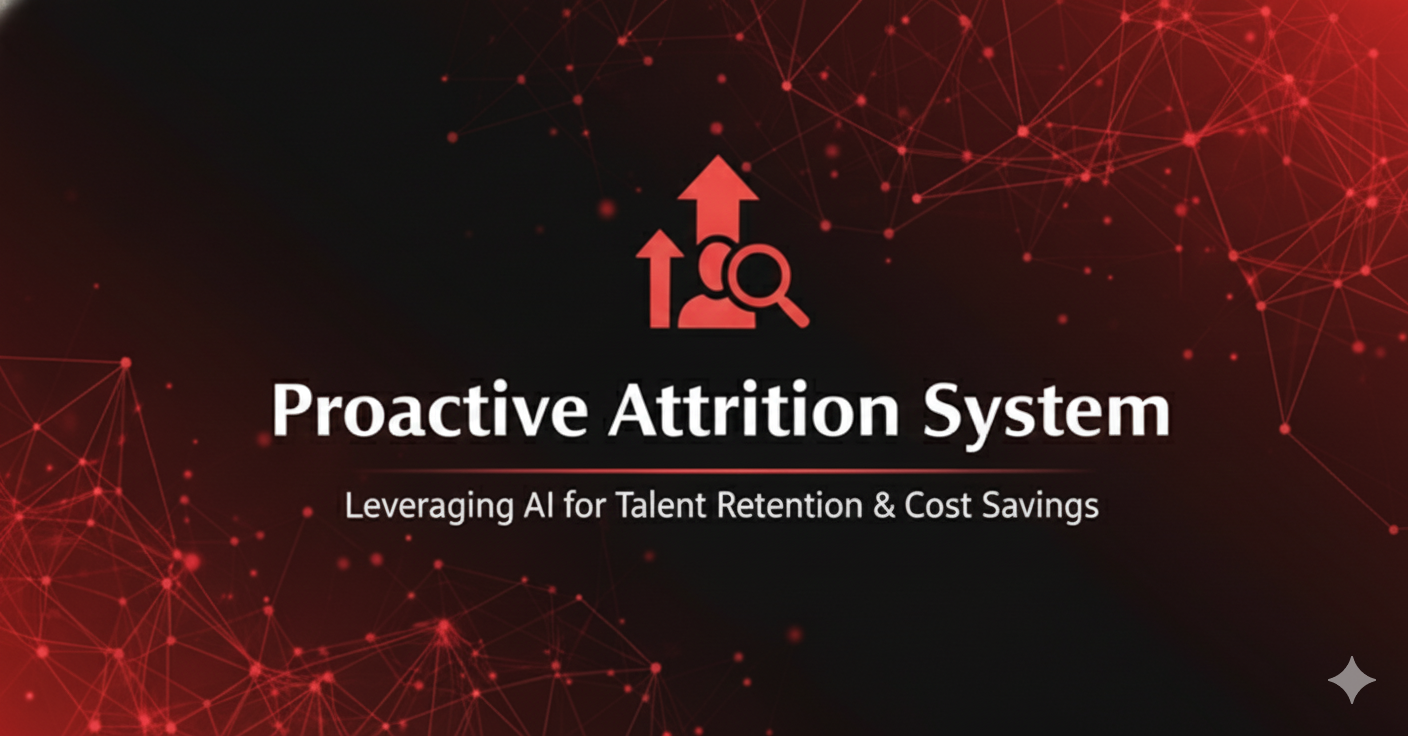 Proactive Attrition System
Leveraging AI for Talent Retention & Cost Savings